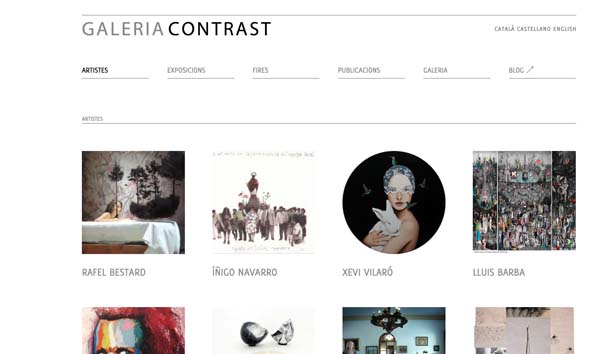 GALERIA CONTRAST
CATALÀ CASTELLANO ENGLISH
ARTISTES EXPOSICIONS FIRES PUBLICACIONS GALERIA BLOG
ARTISTES
RAFEL BESTARD ÎÑIGO NAVARRO XEVI VILARÓ LLUIS BARBA